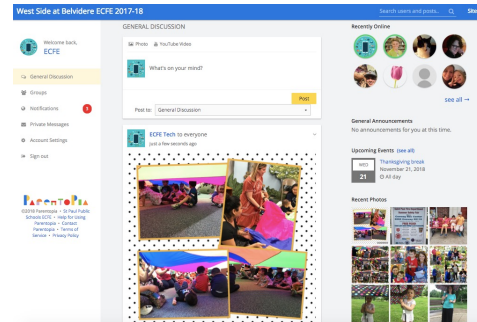 West Side at Belvidere ECFE 2017-18
Search users and posts..
Site
Welcome back,
ECFE
General Discussion
Groups
Notifications
3
Private Messages
Account Settings
Sign out
PARENTOPIA
©2018 Parentopia • St Paul Public
Schools ECFE • Help for Using
Parentopia • Contact
Parentopia • Terms of
Service • Privacy Policy
GENERAL DISCUSSION
Photo
YouTube Video
What's on your mind?
Post
Post to:
General Discussion
ECFE Tech to everyone
just a few seconds ago
Recently Online
see all →
General Announcements
No announcements for you at this time.
Upcoming Events (see all)
WED
21
Thanksgiving break
November 21, 2018
All day
Recent Photos